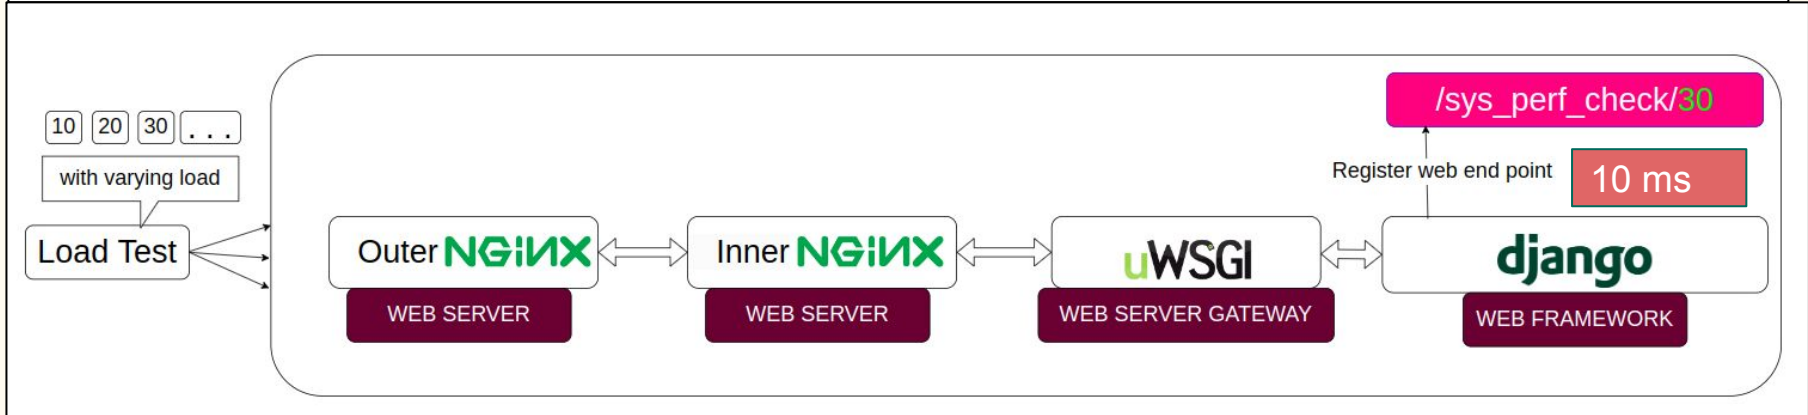 /sys_perf_check/30
10 20 30 ...
with varying load
Register web end point
10 ms
Load Test
Outer NGiNX
Inner NGiNX
uWSGI
django
WEB SERVER
WEB SERVER
WEB SERVER GATEWAY
WEB FRAMEWORK